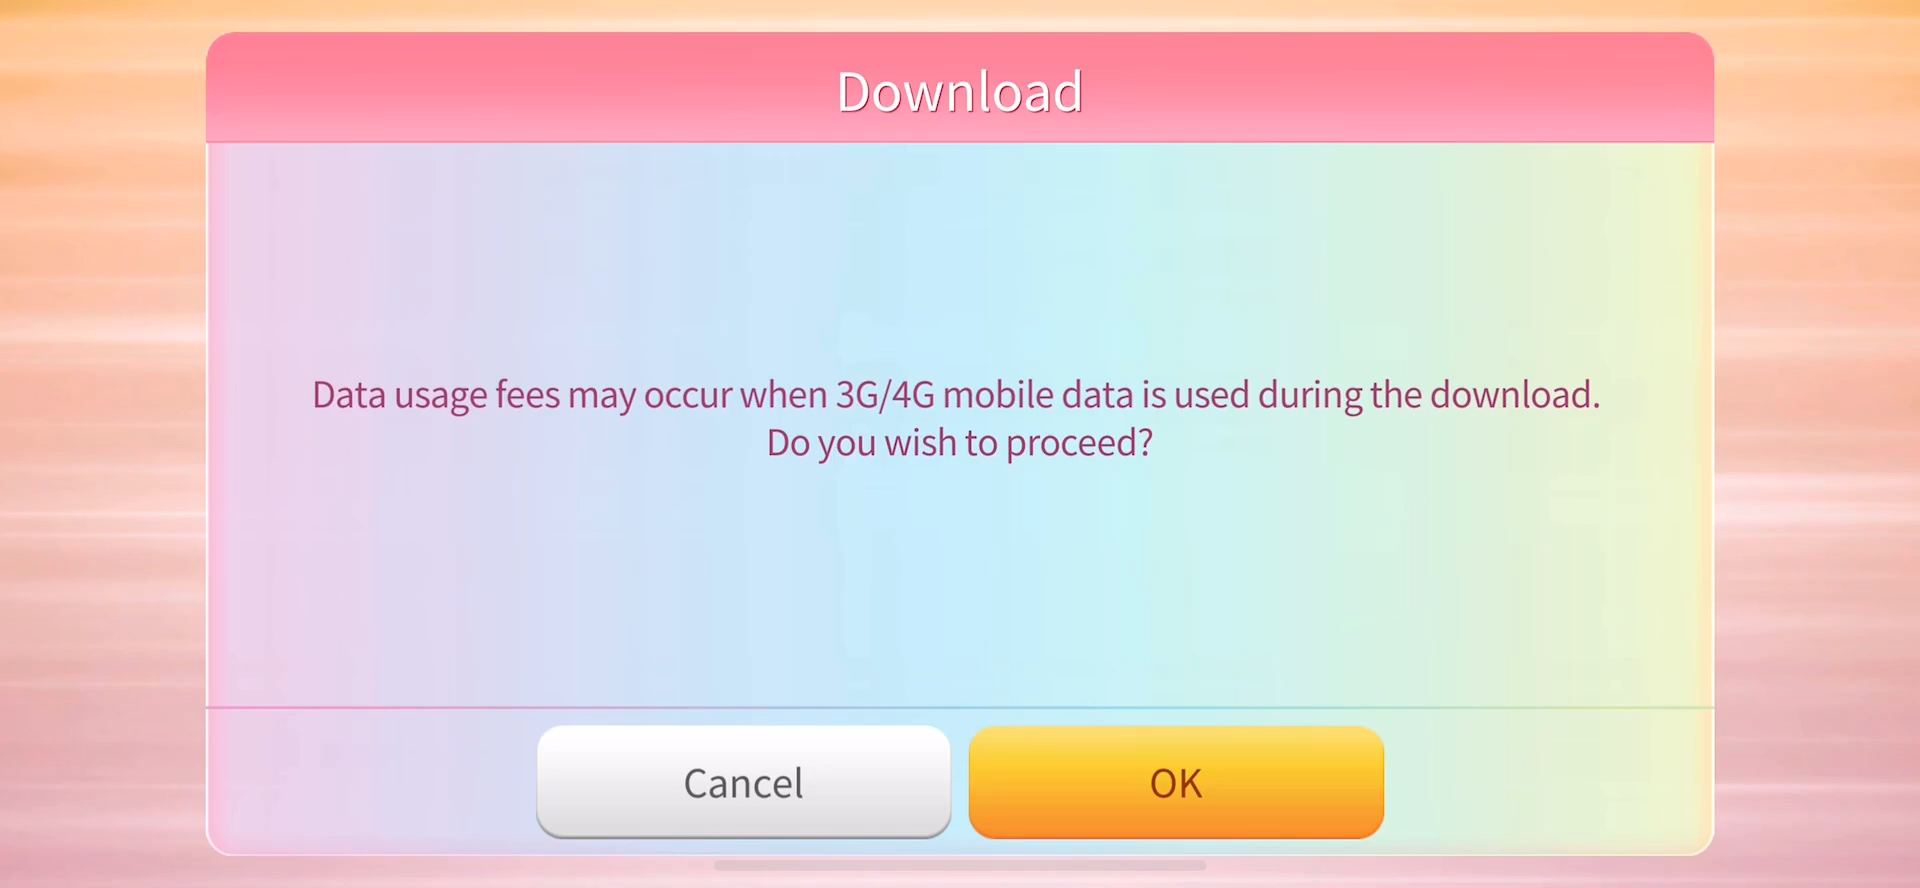 Download
Data usage fees may occur when 3G/4G mobile data is used during the download.
Do you wish to proceed?
Cancel
OK